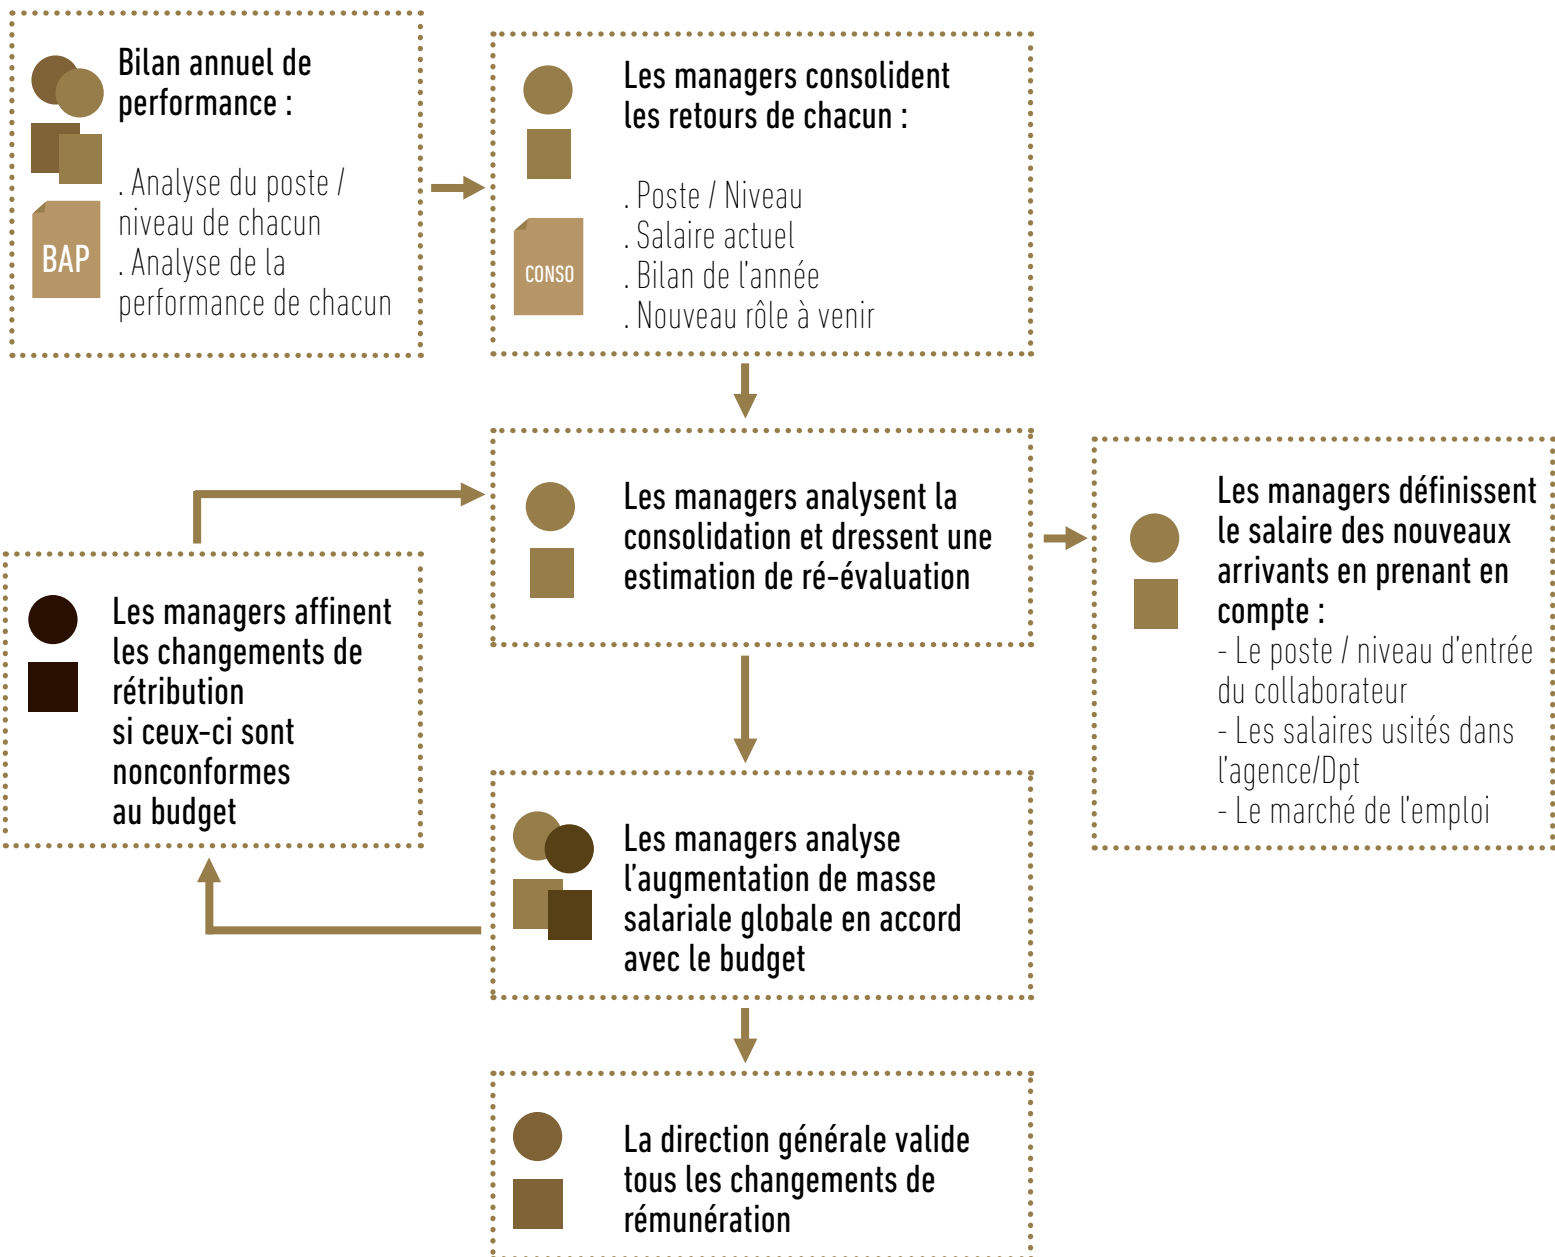 Bilan annuel de
performance :
. Analyse du poste /
niveau de chacun
. Analyse de la
performance de chacun
BAP
Les managers consolident
les retours de chacun :
. Poste / Niveau
. Salaire actuel
. Bilan de l'année
. Nouveau rôle à venir
CONSO
Les managers analysent la
consolidation et dressent une
estimation de ré-évaluation
Les managers définissent
le salaire des nouveaux
arrivants en prenant en
compte :
- Le poste / niveau d'entrée
du collaborateur
- Les salaires usités dans
l'agence/Dpt
- Le marché de l'emploi
Les managers affinent
les changements de
rétribution
si ceux-ci sont
nonconformes
au budget
Les managers analyse
l'augmentation de masse
salariale globale en accord
avec le budget
La direction générale valide
tous les changements de
rémunération